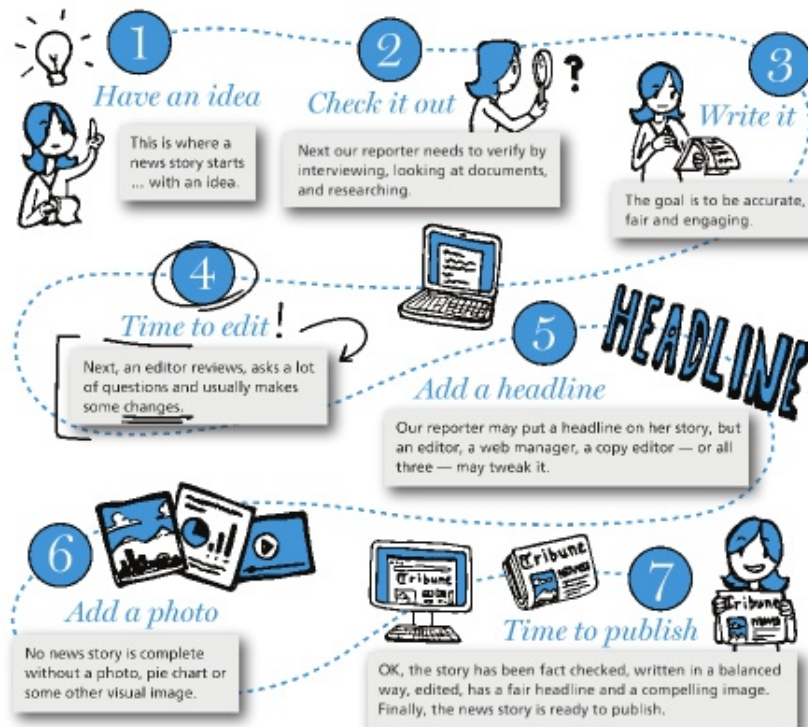 1
Have an idea
This is where a
news story starts
... with an idea.
2
Check it out
?
Next our reporter needs to verify by
interviewing, looking at documents,
and researching.
3
Write it
The goal is to be accurate,
fair and engaging.
4
Time to edit!
Next, an editor reviews, asks a lot
of questions and usually makes
some changes.
5
HEADLINE
Add a headline
Our reporter may put a headline on her story, but
an editor, a web manager, a copy editor — or all
three — may tweak it.
6
Add a photo
No news story is complete
without a photo, pie chart or
some other visual image.
Tribune
Tribune
7
Tribune
Time to publish
OK, the story has been fact checked, written in a balanced
way, edited, has a fair headline and a compelling image.
Finally, the news story is ready to publish.